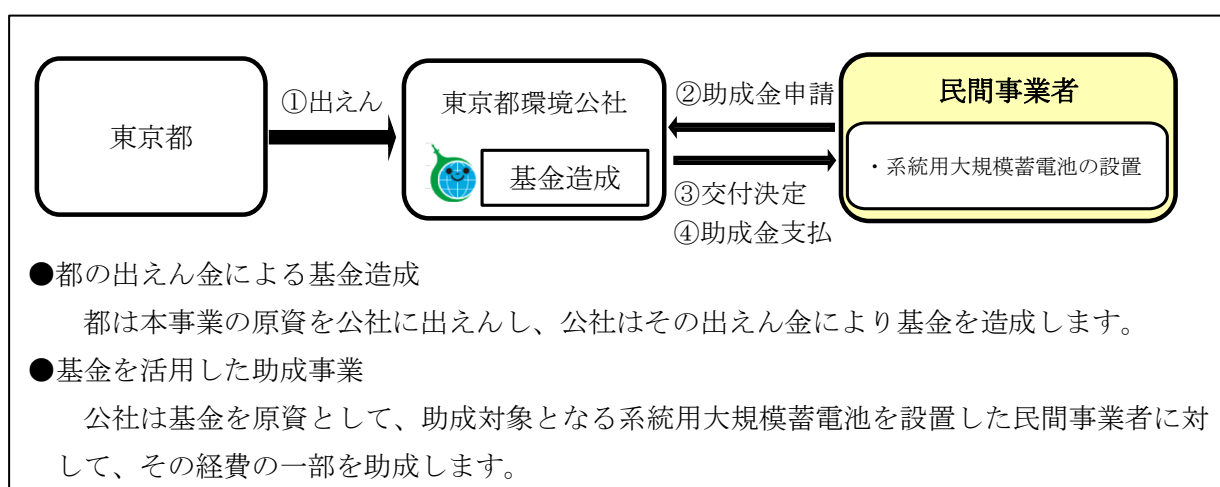 東京都
①出えん
東京都環境公社
基金造成
②助成金申請
③交付決定
④助成金支払
民間事業者
・系統用大規模蓄電池の設置
●都の出えん金による基金造成
都は本事業の原資を公社に出えんし、公社はその出えん金により基金を造成します。
●基金を活用した助成事業
公社は基金を原資として、助成対象となる系統用大規模蓄電池を設置した民間事業者に対
して、その経費の一部を助成します。